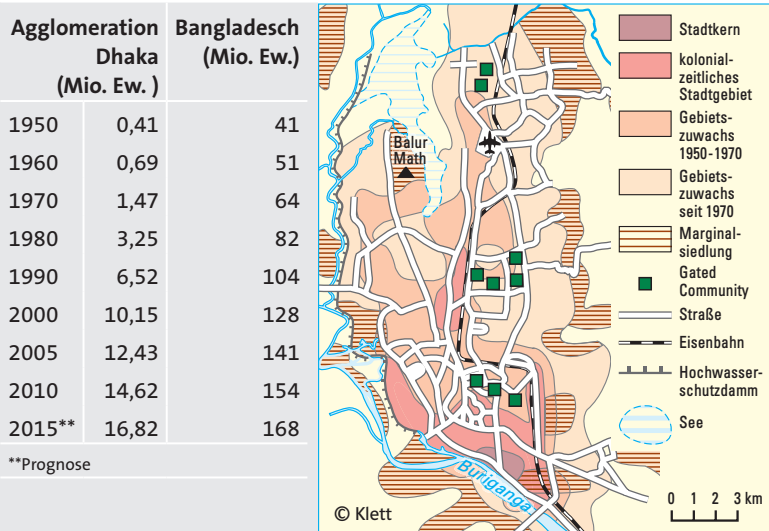 Agglomeration Bangladesch
Dhaka (Mio. Ew.)
(Mio. Ew. )
1950 0,41 41
1960 0,69 51
1970 1,47 64
1980 3,25 82
1990 6,52 104
2000 10,15 128
2005 12,43 141
2010 14,62 154
2015** 16,82 168
**Prognose
Balur
Math
Buriganga
© Klett
Stadtkern
kolonial-
zeitliches
Stadtgebiet
Gebiets-
zuwachs
1950-1970
Gebiets-
zuwachs
seit 1970
Marginal-
siedlung
Gated
Community
Straße
Eisenbahn
Hochwasser-
schutzdamm
See
0 1 2 3 km